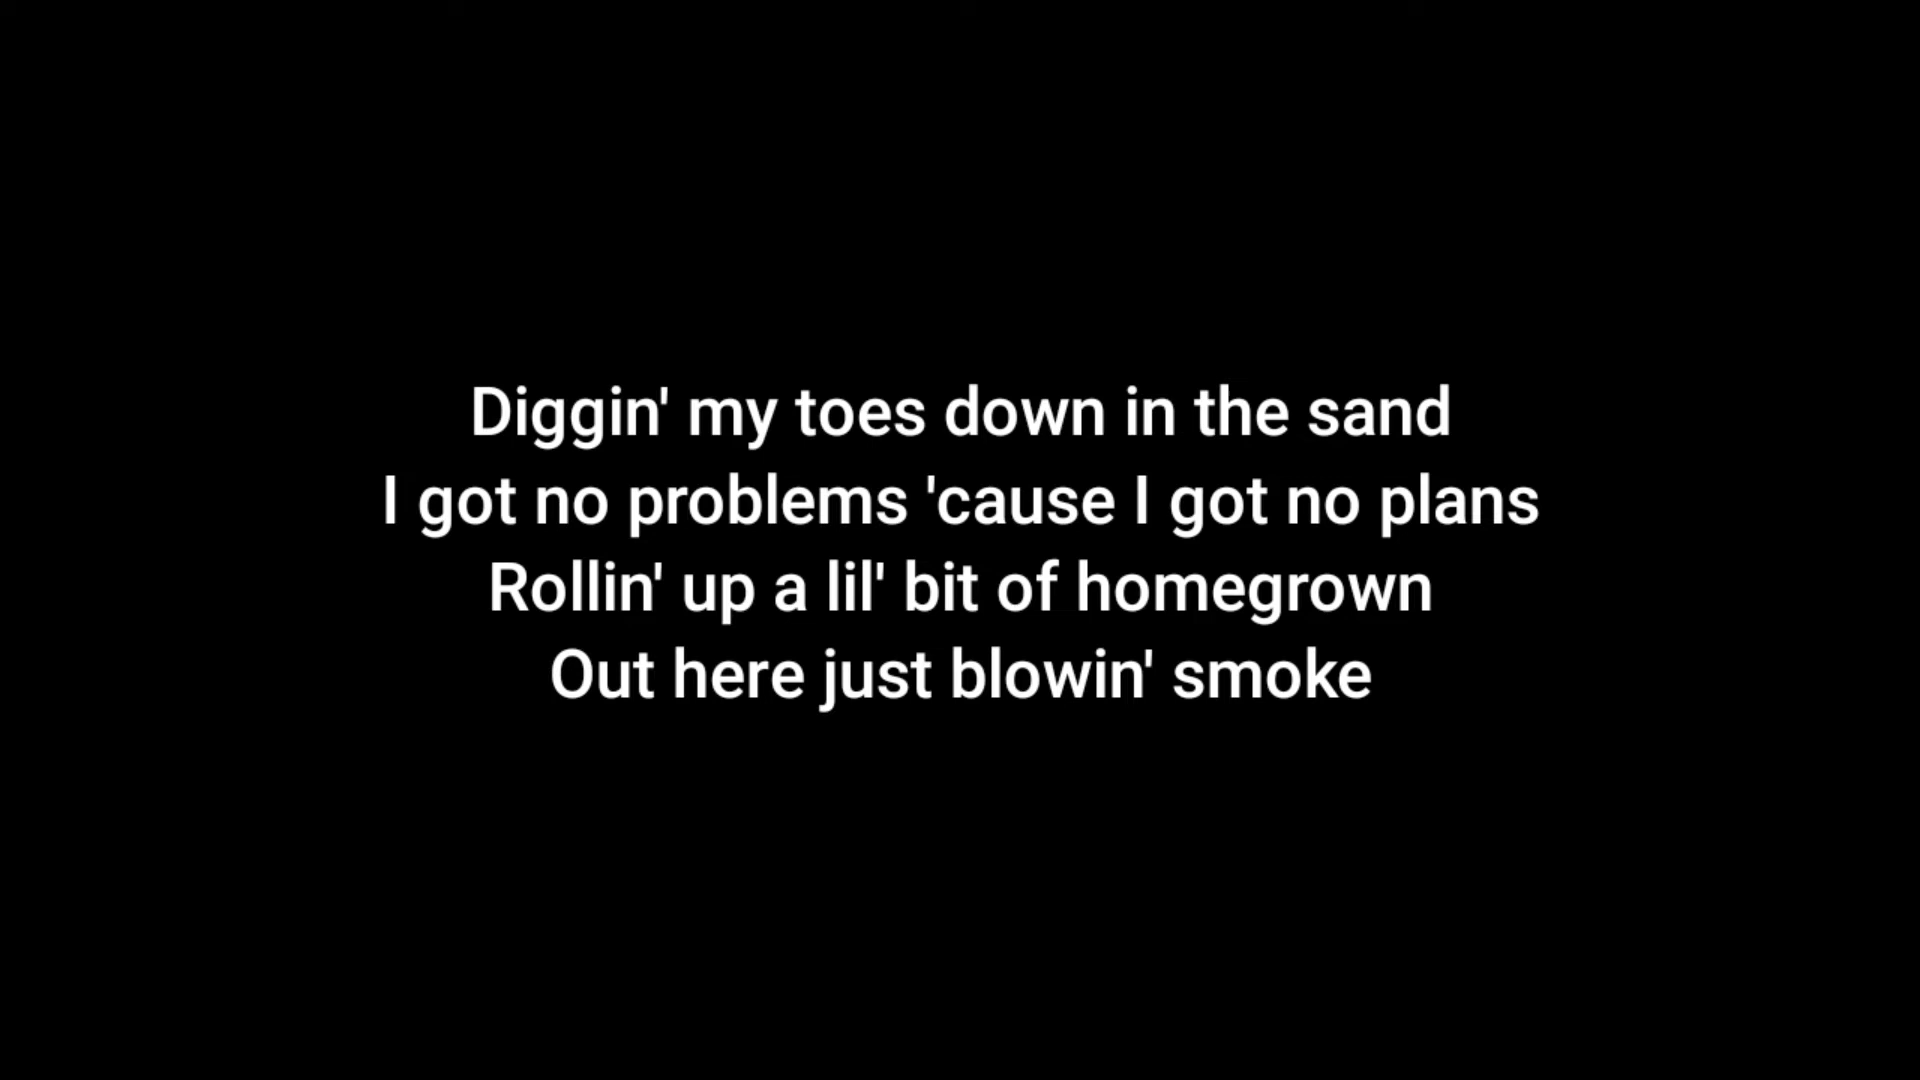 Diggin' my toes down in the sand
I got no problems 'cause I got no plans
Rollin' up a lil' bit of homegrown
Out here just blowin' smoke